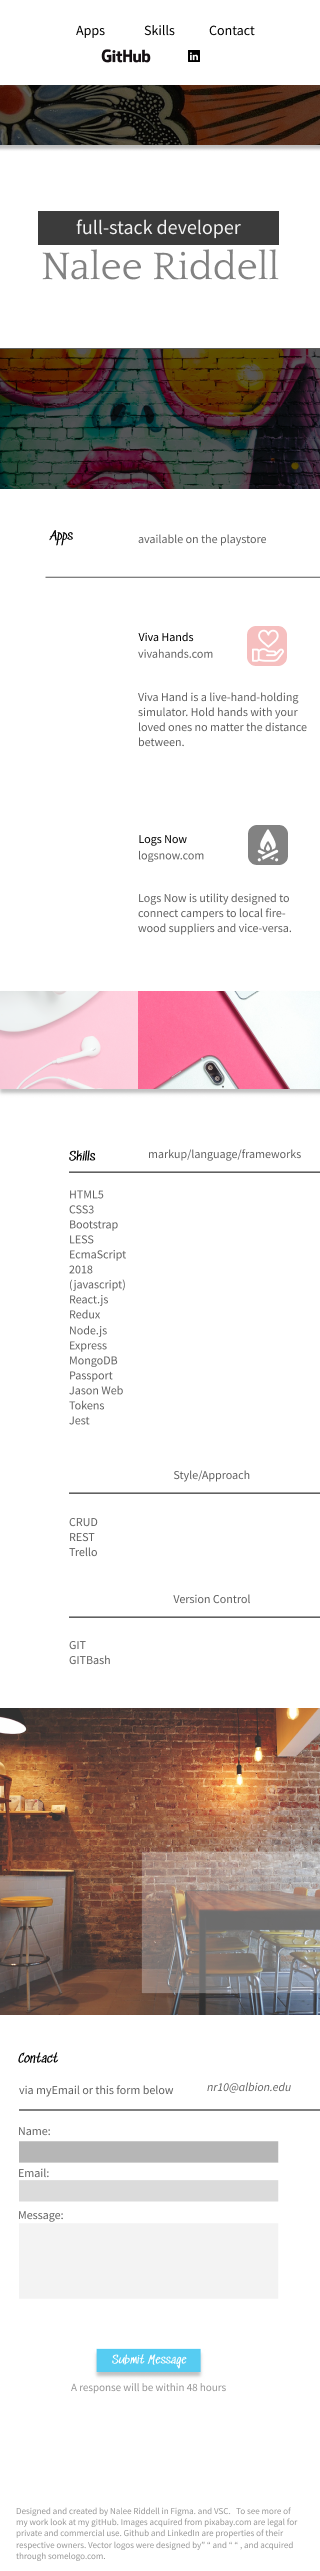 Apps Skills Contact
GitHub in
full-stack developer
Nalee Riddell
Apps available on the playstore
Viva Hands
vivahands.com
Viva Hand is a live-hand-holding
simulator. Hold hands with your
loved ones no matter the distance
between.
Logs Now
logsnow.com
Logs Now is utility designed to
connect campers to local fire-
wood suppliers and vice-versa.
Skills markup/language/frameworks
HTML5
CSS3
Bootstrap
LESS
EcmaScript
2018
(javascript)
React.js
Redux
Node.js
Express
MongoDB
Passport
Jason Web
Tokens
Jest
Style/Approach
CRUD
REST
Trello
Version Control
GIT
GITBash
Contact
via myEmail or this form below nr10@albion.edu
Name:
Email:
Message:
Submit Message
A response will be within 48 hours
Designed and created by Nalee Riddell in Figma. and VSC. To see more of
my work look at my gitHub. Images acquired from pixabay.com are legal for
private and commercial use. Github and LinkedIn are properties of their
respective owners. Vector logos were designed by" " and " " , and acquired
through somelogo.com.